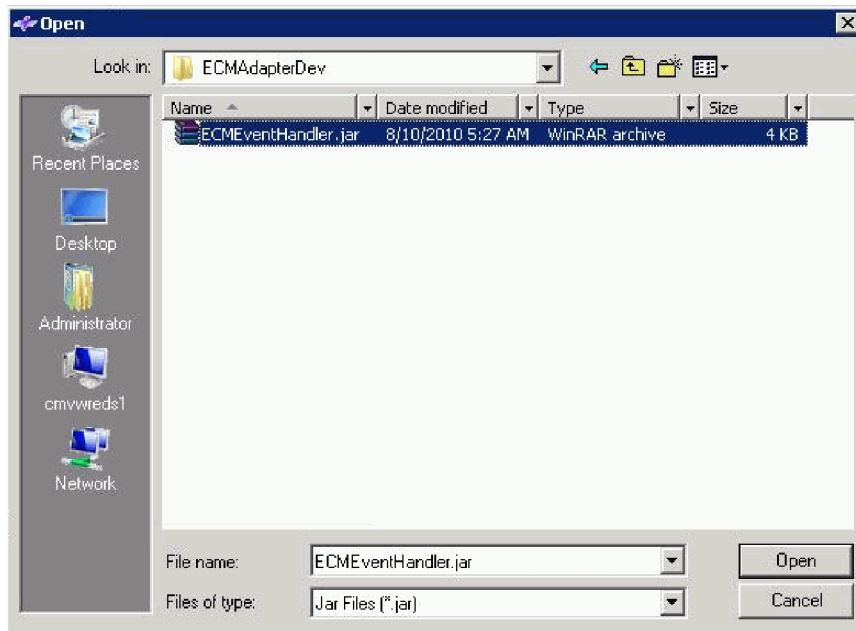 Open
Look in: ECMAdapterDev
Name Date modified Type Size
ECMEventHandler.jar 8/10/2010 5:27 AM WinRAR archive 4 KB
Recent Places
Desktop
Administrator
cmvwreds1
Network
File name: ECMEventHandler.jar Open
Files of type: Jar Files (*.jar) Cancel